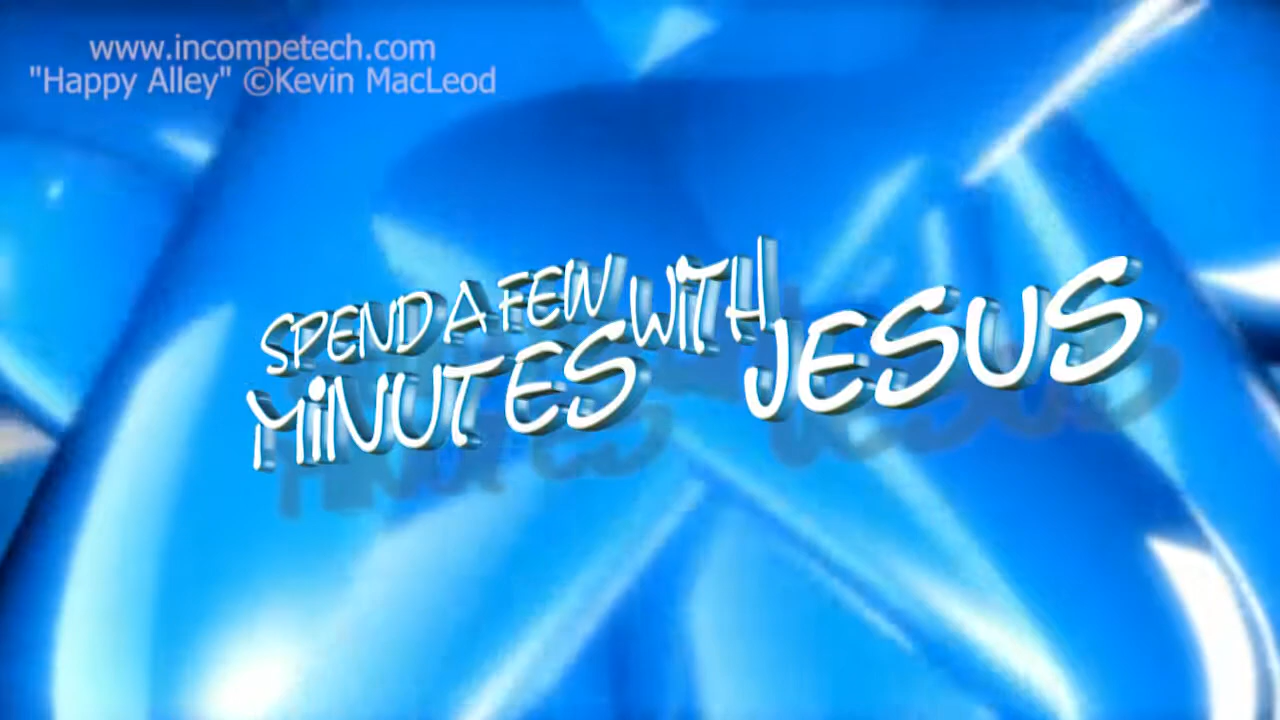 www.incompetech.com
"Happy Alley" ©Kevin MacLeod
SPEND A FEW
MiNUTES
WiTH
JESUS